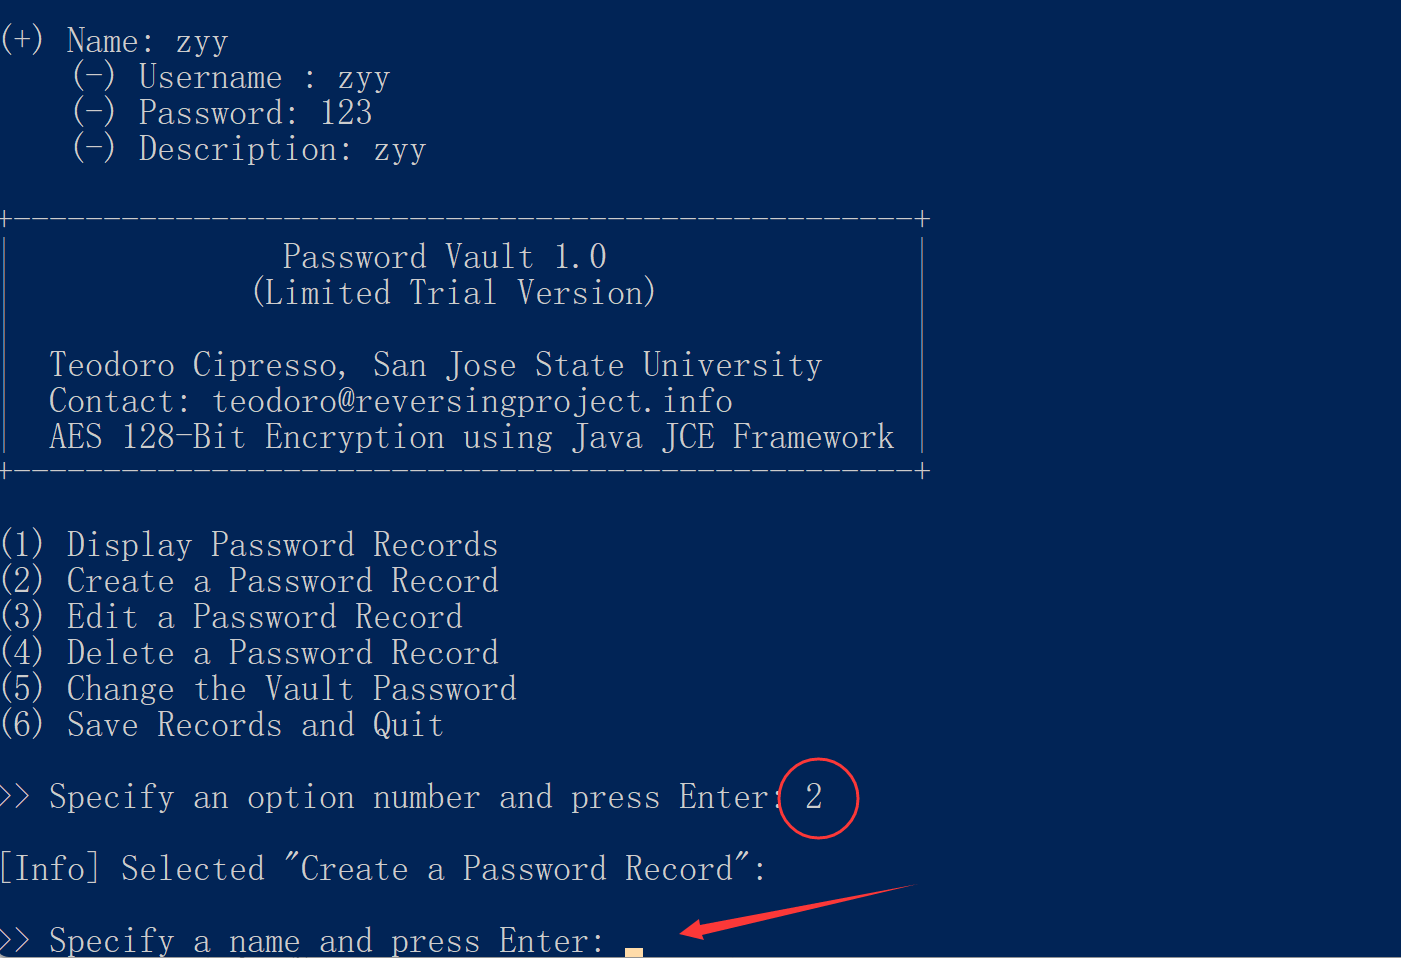 (+) Name: zyy
(-) Username : zyy
(-) Password: 123
(-) Description: zyy
Password Vault 1.0
(Limited Trial Version)
Teodoro Cipresso, San Jose State University
Contact: teodoro@reversingproject.info
AES 128-Bit Encryption using Java JCE Framework
(1) Display Password Records
(2) Create a Password Record
(3) Edit a Password Record
(4) Delete a Password Record
(5) Change the Vault Password
(6) Save Records and Quit
>> Specify an option number and press Enter: 2
[Info] Selected "Create a Password Record":
>> Specify a name and press Enter: